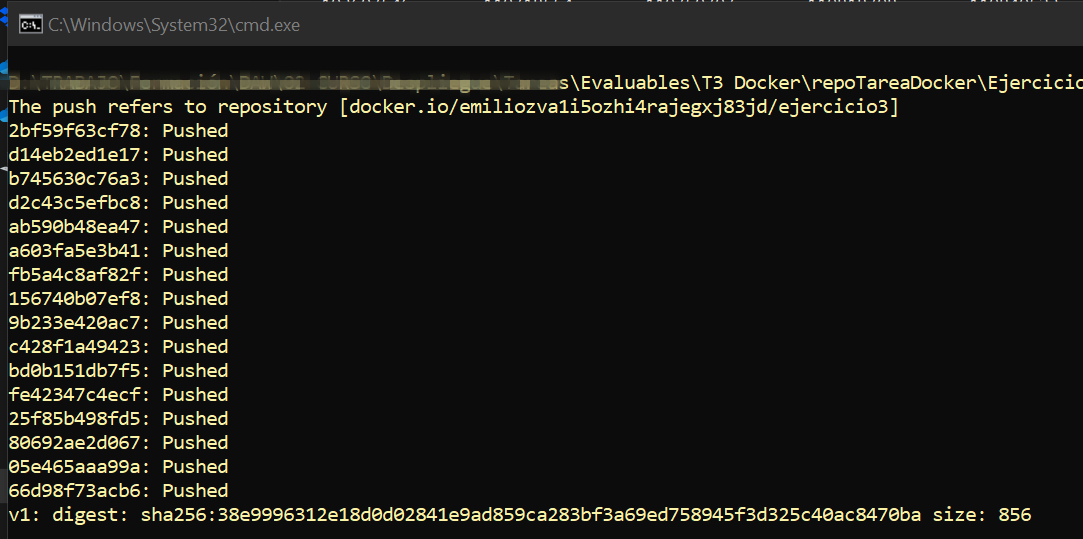 C:\Windows\System32\cmd.exe
s\Evaluables\T3 Docker\repoTareaDocker\Ejercicio
The push refers to repository [docker.io/emiliozva1i5ozhi4rajegxj83jd/ejercicio3]
2bf59f63cf78: Pushed
d14eb2ed1e17: Pushed
b745630c76a3: Pushed
d2c43c5efbc8: Pushed
ab590b48ea47: Pushed
a603fa5e3b41: Pushed
fb5a4c8af82f: Pushed
156740b07ef8: Pushed
9b233e420ac7: Pushed
c428f1a49423: Pushed
bd0b151db7f5: Pushed
fe42347c4ecf: Pushed
25f85b498fd5: Pushed
80692ae2d067: Pushed
05e465aaa99a: Pushed
66d98f73acb6: Pushed
v1: digest: sha256:38e9996312e18d0d02841e9ad859ca283bf3a69ed758945f3d325c40ac8470ba size: 856